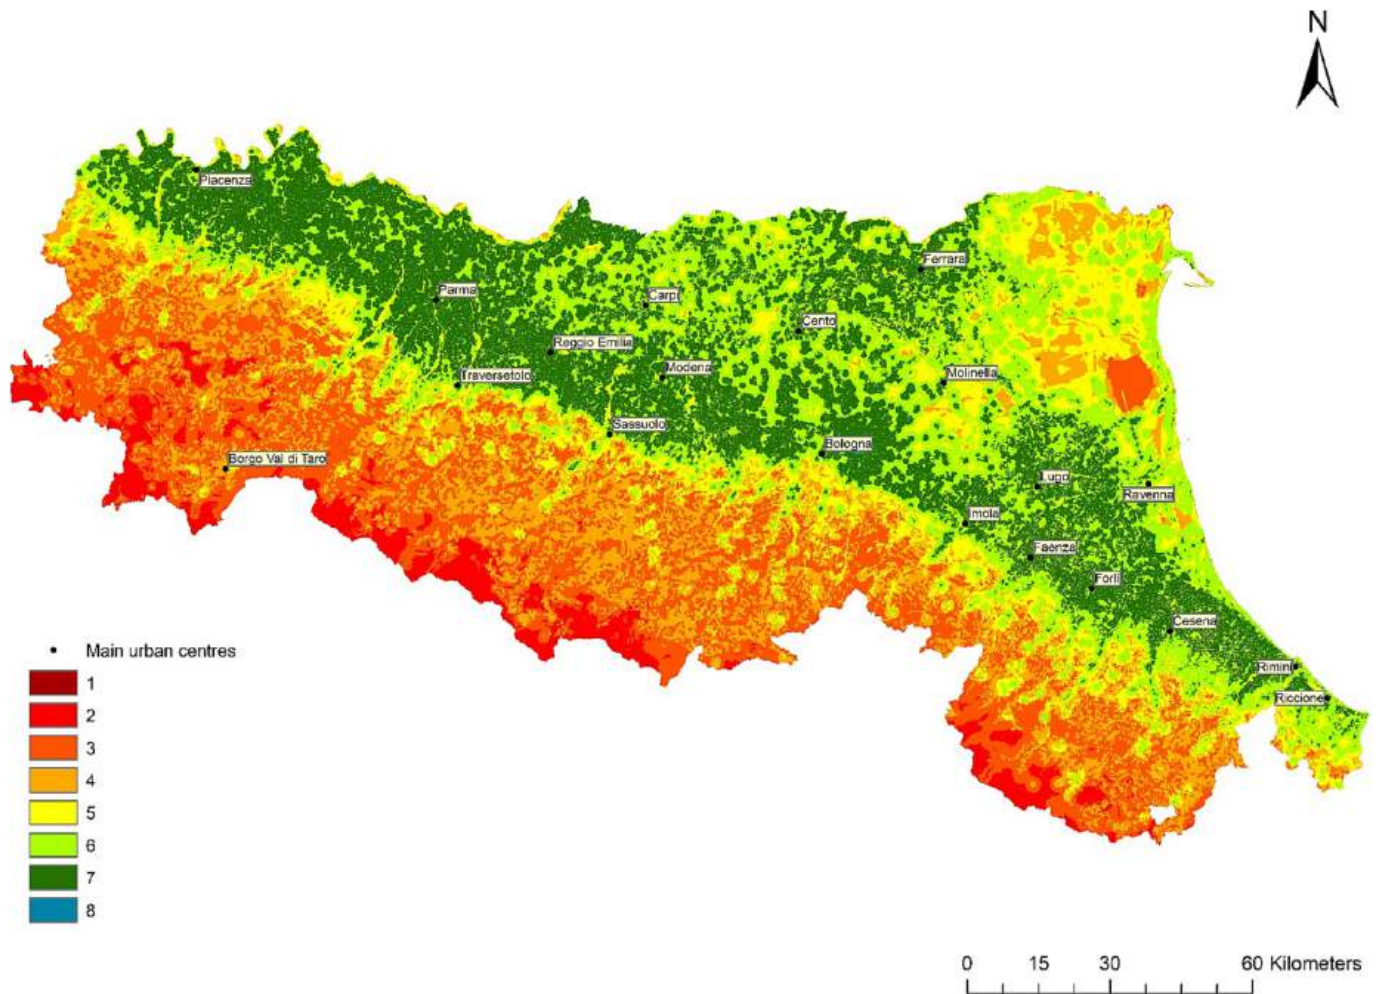 N
Piacenza
Ferrara
Parma
Carpi
Cento
Reggio Emilia
Modena
Traversetolo
Molinella
Sassuolo
Bologna
Borgo Val di Taro
Lugo
Ravenna
Imola
Faenza
Forlì
Cesena
Rimini
Riccione
Main urban centres
1
2
3
4
5
6
7
8
0 15 30 60 Kilometers